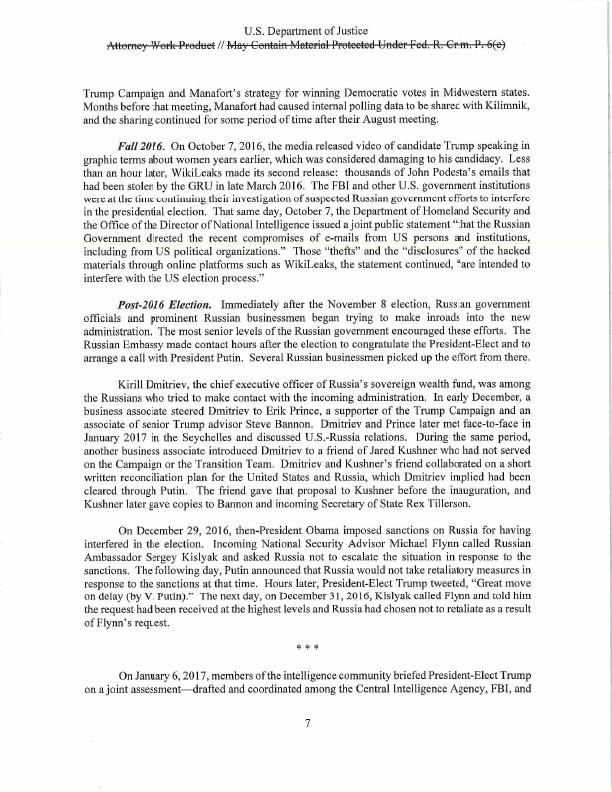 U.S. Department of Justice
Attorney Work Product // May Contain Material Protected Under Fed. R. Crim. P. 6(e)
Trump Campaign and Manafort's strategy for winning Democratic votes in Midwestern states.
Months before that meeting, Manafort had caused internal polling data to be shared with Kilimnik,
and the sharing continued for some period of time after their August meeting.
Fall 2016. On October 7, 2016, the media released video of candidate Trump speaking in
graphic terms about women years earlier, which was considered damaging to his candidacy. Less
than an hour later, WikiLeaks made its second release: thousands of John Podesta's emails that
had been stolen by the GRU in late March 2016. The FBI and other U.S. government institutions
were at the time continuing their investigation of suspected Russian government efforts to interfere
in the presidential election. That same day, October 7, the Department of Homeland Security and
the Office of the Director of National Intelligence issued a joint public statement "that the Russian
Government directed the recent compromises of e-mails from US persons and institutions,
including from US political organizations." Those "thefts" and the "disclosures" of the hacked
materials through online platforms such as WikiLeaks, the statement continued, "are intended to
interfere with the US election process."
Post-2016 Election. Immediately after the November 8 election, Russian government
officials and prominent Russian businessmen began trying to make inroads into the new
administration. The most senior levels of the Russian government encouraged these efforts. The
Russian Embassy made contact hours after the election to congratulate the President-Elect and to
arrange a call with President Putin. Several Russian businessmen picked up the effort from there.
Kirill Dmitriev, the chief executive officer of Russia's sovereign wealth fund, was among
the Russians who tried to make contact with the incoming administration. In early December, a
business associate steered Dmitriev to Erik Prince, a supporter of the Trump Campaign and an
associate of senior Trump advisor Steve Bannon. Dmitriev and Prince later met face-to-face in
January 2017 in the Seychelles and discussed U.S.-Russia relations. During the same period,
another business associate introduced Dmitriev to a friend of Jared Kushner who had not served
on the Campaign or the Transition Team. Dmitriev and Kushner's friend collaborated on a short
written reconciliation plan for the United States and Russia, which Dmitriev implied had been
cleared through Putin. The friend gave that proposal to Kushner before the inauguration, and
Kushner later gave copies to Bannon and incoming Secretary of State Rex Tillerson.
On December 29, 2016, then-President Obama imposed sanctions on Russia for having
interfered in the election. Incoming National Security Advisor Michael Flynn called Russian
Ambassador Sergey Kislyak and asked Russia not to escalate the situation in response to the
sanctions. The following day, Putin announced that Russia would not take retaliatory measures in
response to the sanctions at that time. Hours later, President-Elect Trump tweeted, "Great move
on delay (by V. Putin)." The next day, on December 31, 2016, Kislyak called Flynn and told him
the request had been received at the highest levels and Russia had chosen not to retaliate as a result
of Flynn's request.
* * *
On January 6, 2017, members of the intelligence community briefed President-Elect Trump
on a joint assessment—drafted and coordinated among the Central Intelligence Agency, FBI, and
7